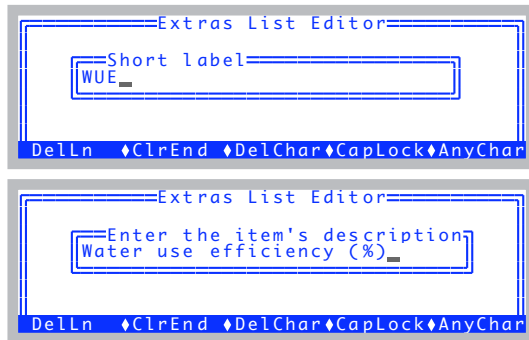 Extras List Editor
Short label
WUE
DelLn ♦ClrEnd ♦DelChar♦CapLock♦AnyChar
Extras List Editor
Enter the item's description
Water use efficiency (%)
DelLn ♦ClrEnd ♦DelChar♦CapLock♦AnyChar